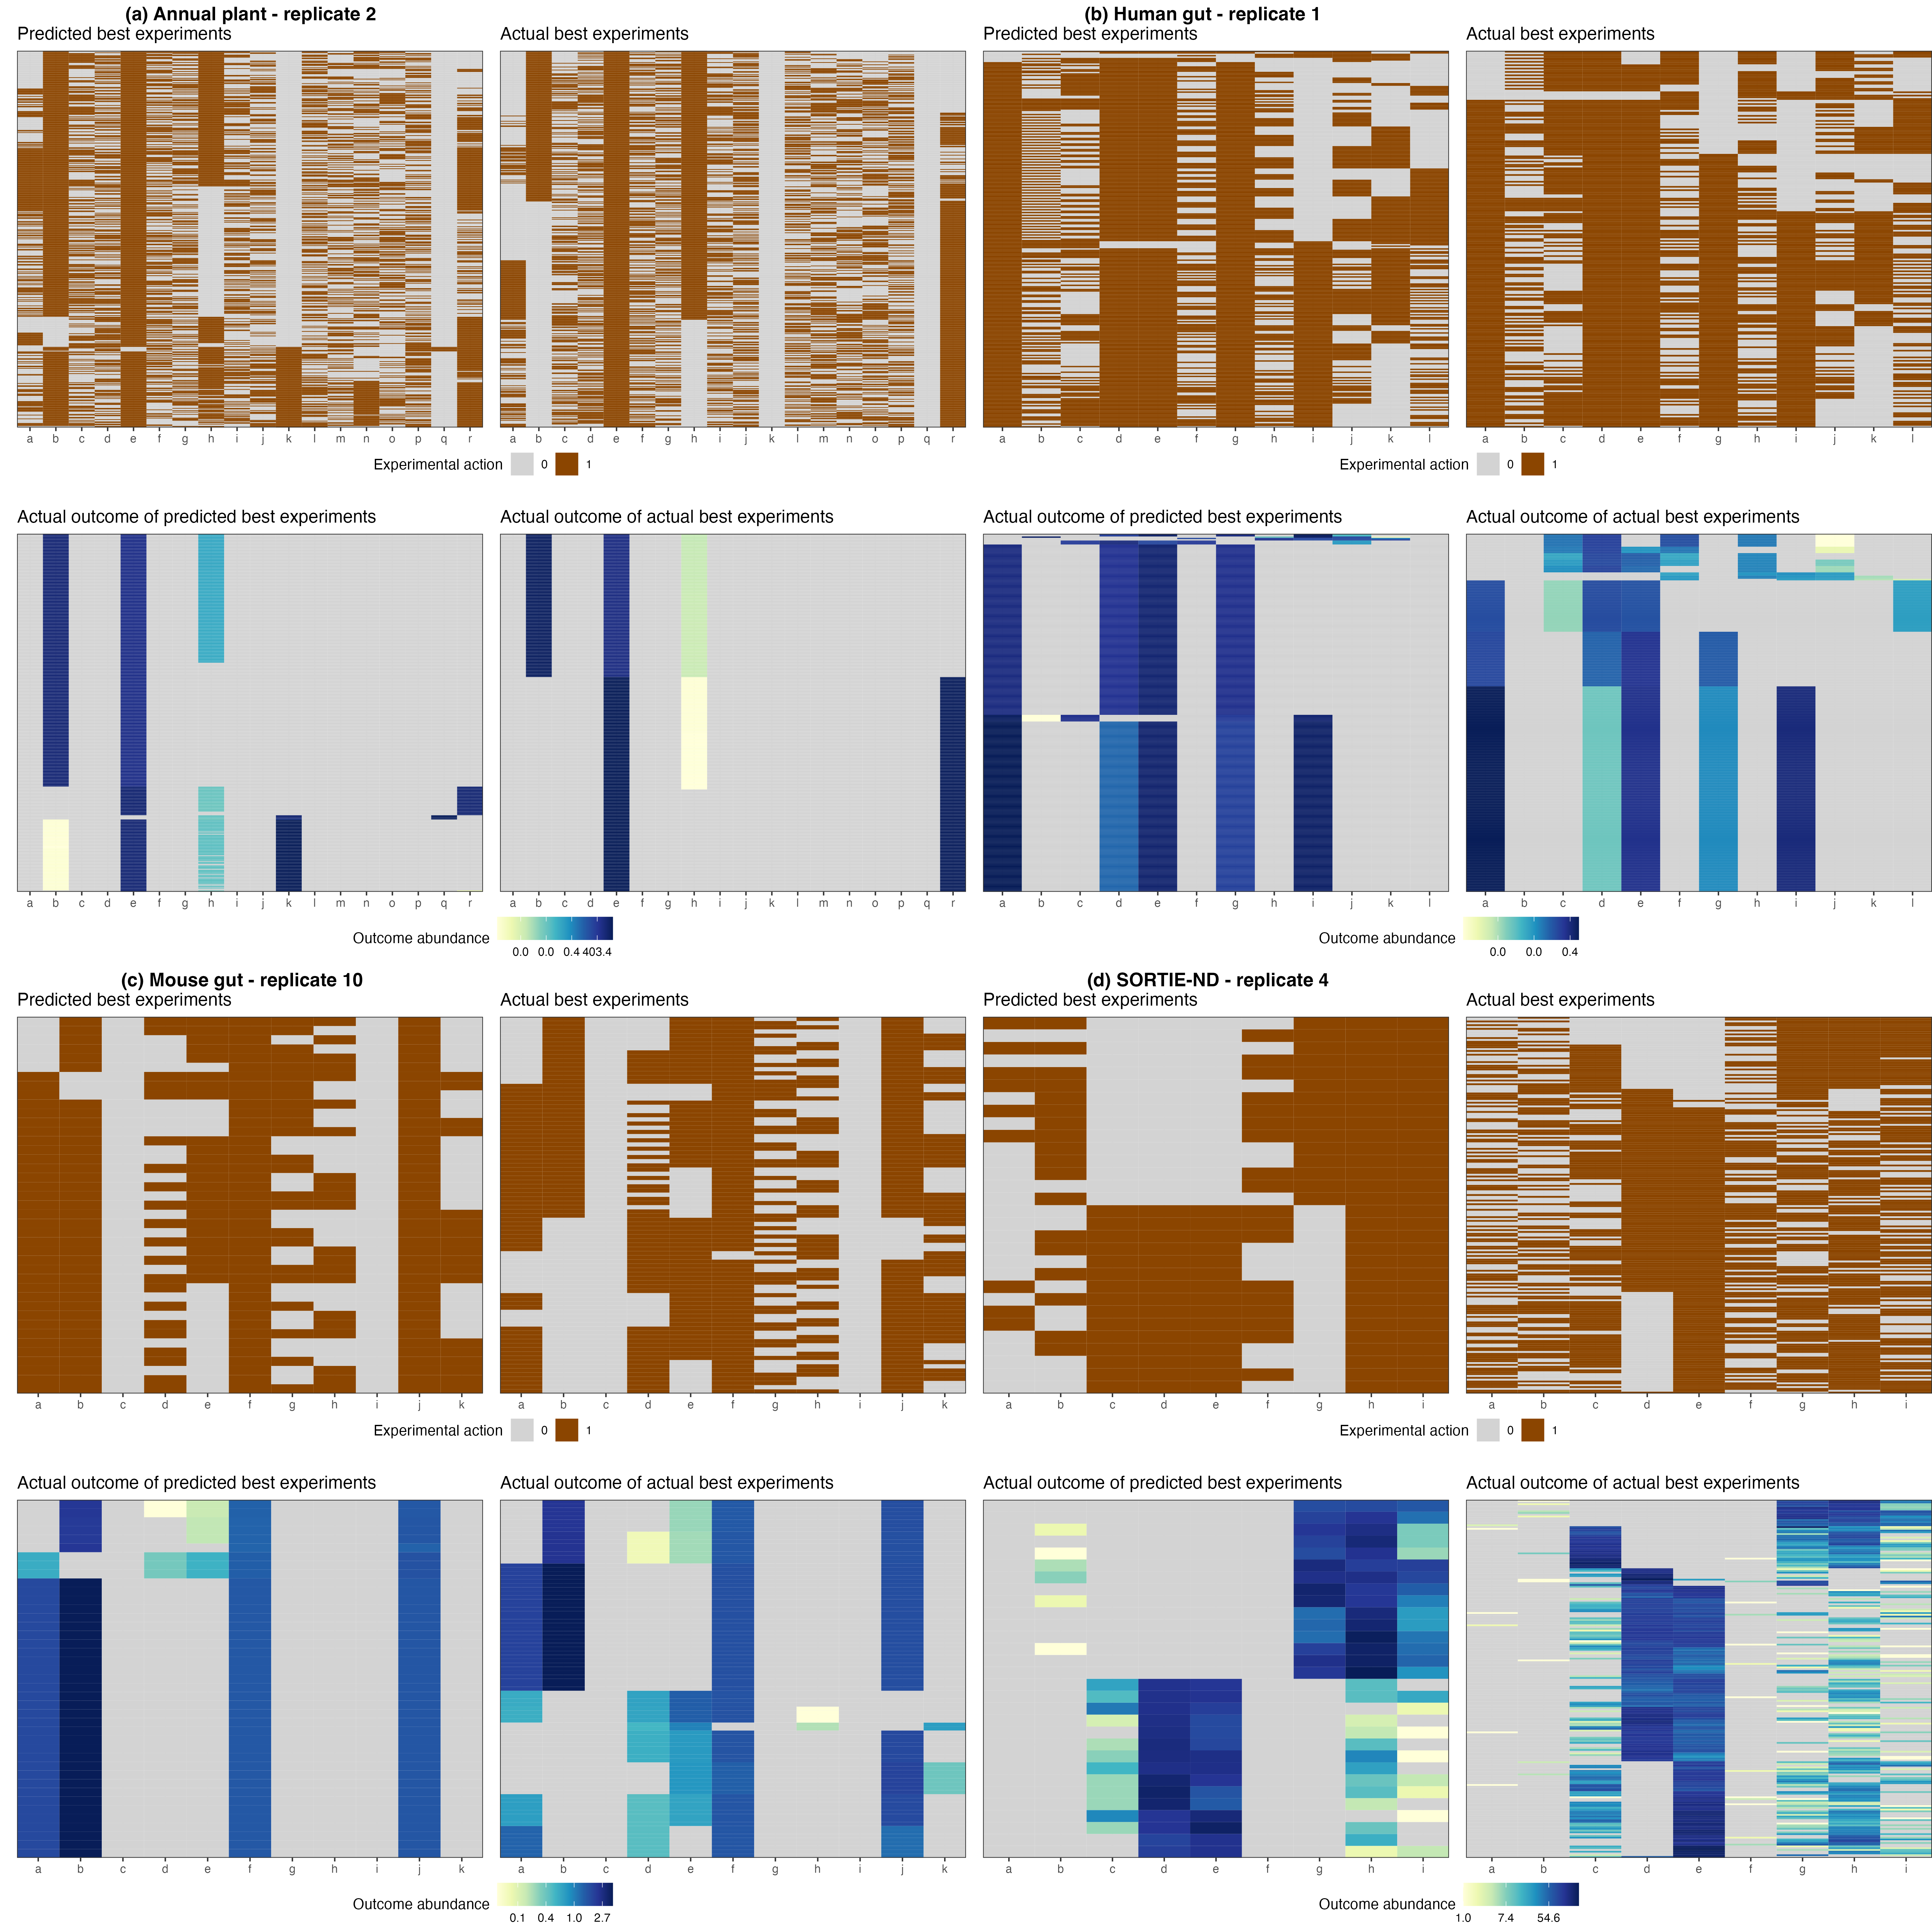 (a) Annual plant - replicate 2
Predicted best experiments
Actual best experiments
a b c d e f g h i j k l m n o p q r
a b c d e f g h i j k l m n o p q r
Experimental action 0 1
Actual outcome of predicted best experiments
Actual outcome of actual best experiments
a b c d e f g h i j k l m n o p q r
a b c d e f g h i j k l m n o p q r
Outcome abundance
0.0 0.0 0.4 403.4
(b) Human gut - replicate 1
Predicted best experiments
Actual best experiments
a b c d e f g h i j k l
a b c d e f g h i j k l
Experimental action 0 1
Actual outcome of predicted best experiments
Actual outcome of actual best experiments
a b c d e f g h i j k l
a b c d e f g h i j k l
Outcome abundance
0.0 0.0 0.4
(c) Mouse gut - replicate 10
Predicted best experiments
Actual best experiments
a b c d e f g h i j k
a b c d e f g h i j k
Experimental action 0 1
Actual outcome of predicted best experiments
Actual outcome of actual best experiments
a b c d e f g h i j k
a b c d e f g h i j k
Outcome abundance
0.1 0.4 1.0 2.7
(d) SORTIE-ND - replicate 4
Predicted best experiments
Actual best experiments
a b c d e f g h i
a b c d e f g h i
Experimental action 0 1
Actual outcome of predicted best experiments
Actual outcome of actual best experiments
a b c d e f g h i
a b c d e f g h i
Outcome abundance
1.0 7.4 54.6